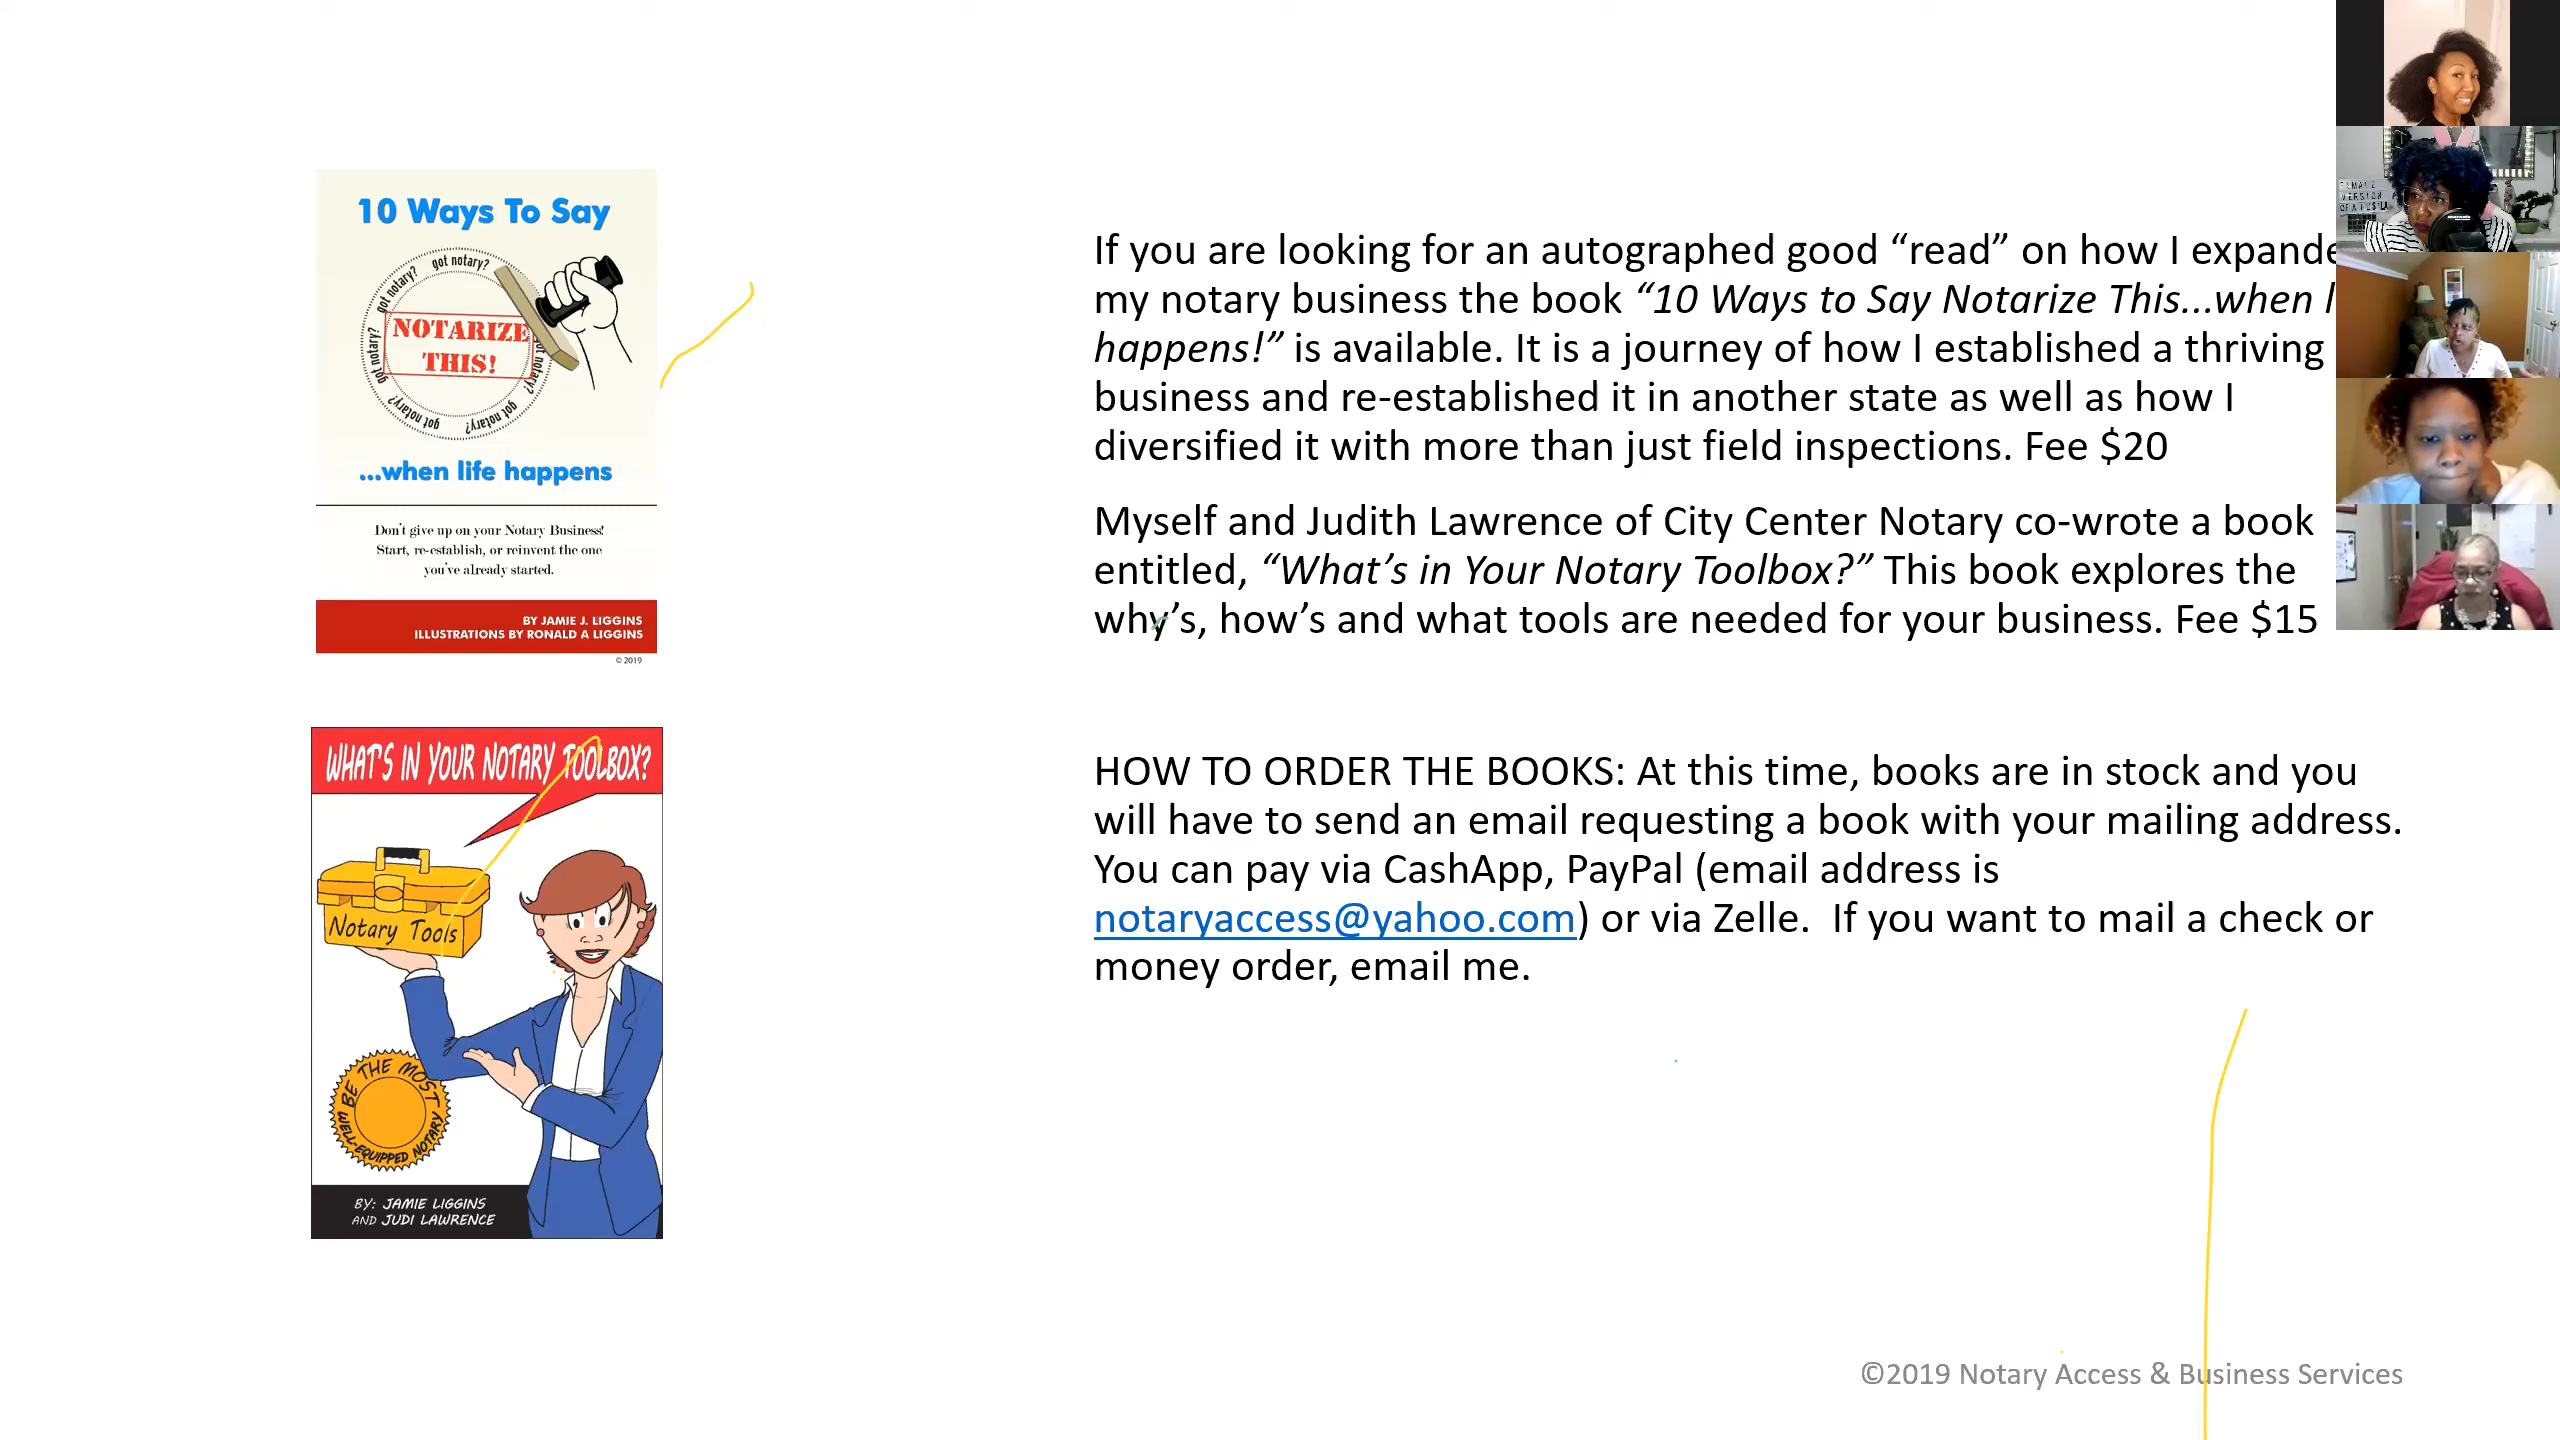 10 Ways To Say
got notary? got notary? got notary? got notary? got notary? got notary? got notary?
NOTARIZE
THIS!
...when life happens
Don't give up on your Notary Business!
Start, re-establish, or reinvent the one
you've already started.
BY JAMIE J. LIGGINS
ILLUSTRATIONS BY RONALD A LIGGINS
© 2019
WHAT'S IN YOUR NOTARY TOOLBOX?
Notary Tools
BE THE MOST
WELL-EQUIPPED NOTARY
BY: JAMIE LIGGINS
AND JUDI LAWRENCE
If you are looking for an autographed good “read” on how I expande
my notary business the book “10 Ways to Say Notarize This...when l
happens!” is available. It is a journey of how I established a thriving
business and re-established it in another state as well as how I
diversified it with more than just field inspections. Fee $20
Myself and Judith Lawrence of City Center Notary co-wrote a book
entitled, “What’s in Your Notary Toolbox?” This book explores the
why’s, how’s and what tools are needed for your business. Fee $15
HOW TO ORDER THE BOOKS: At this time, books are in stock and you
will have to send an email requesting a book with your mailing address.
You can pay via CashApp, PayPal (email address is
notaryaccess@yahoo.com) or via Zelle.  If you want to mail a check or
money order, email me.
©2019 Notary Access & Business Services
VERSION